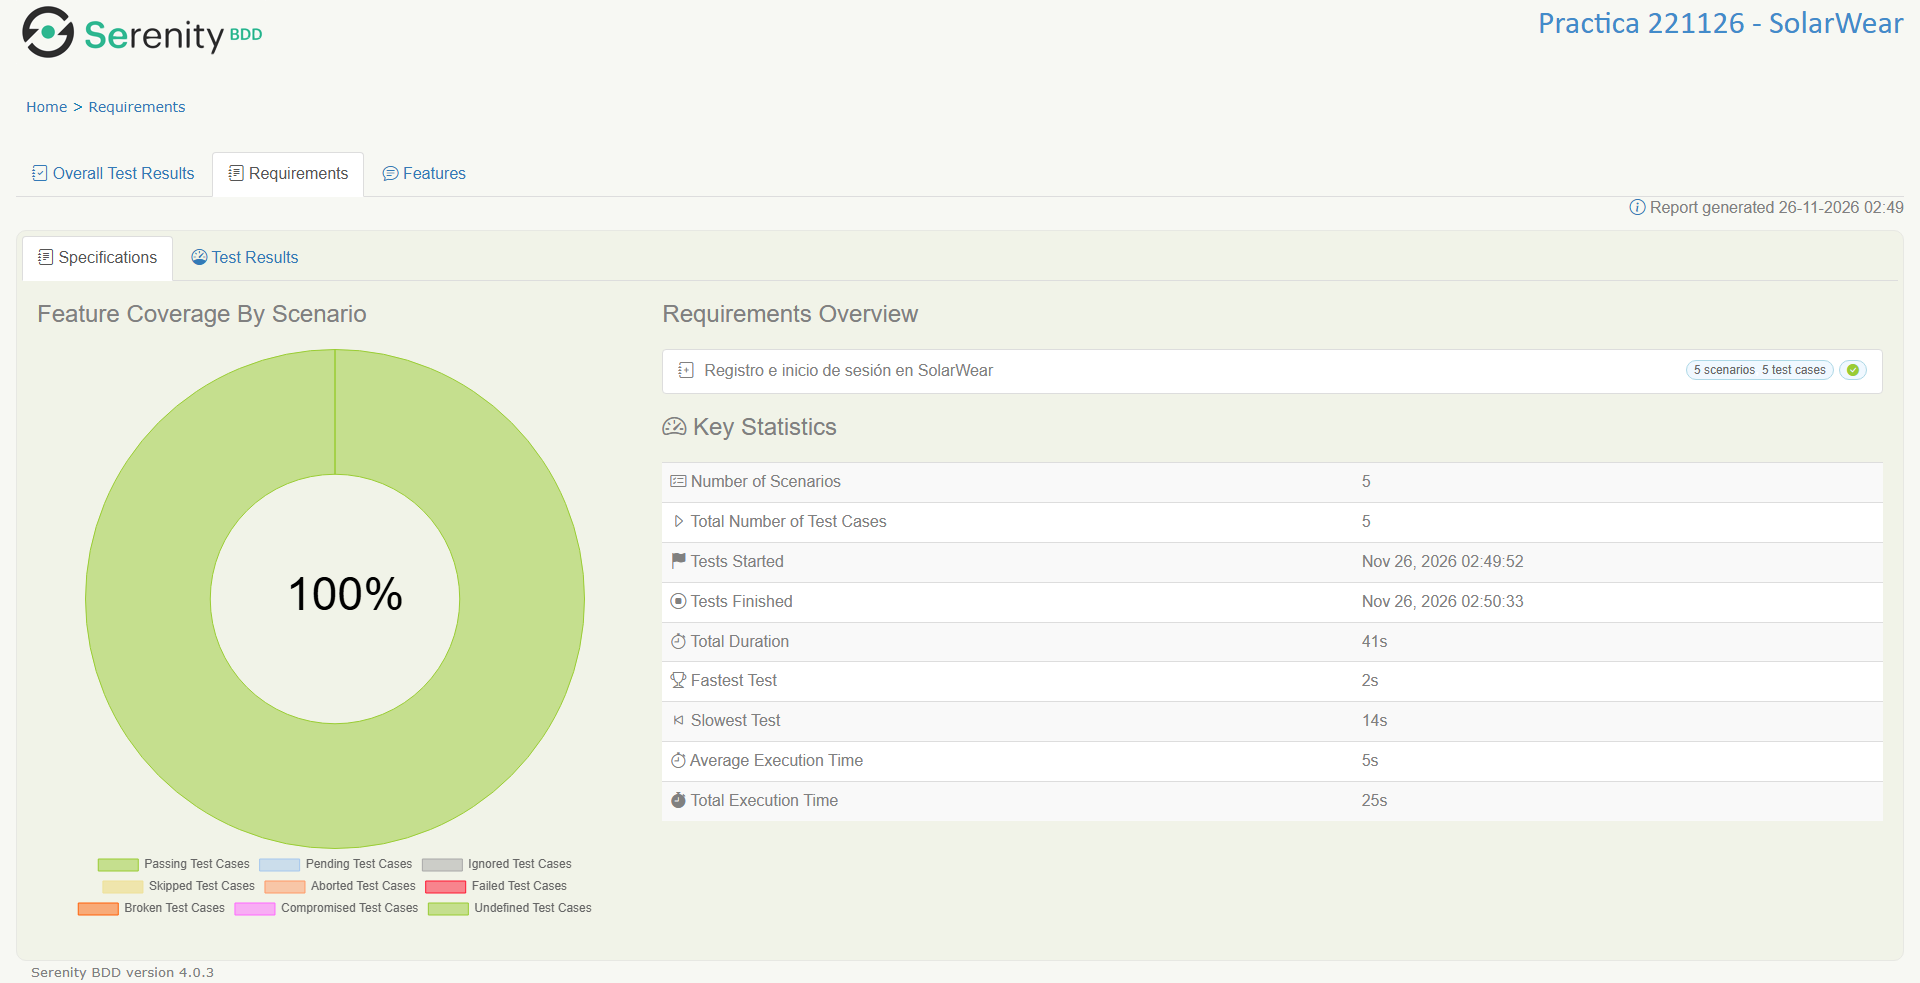 Serenity BDD
Practica 221126 - SolarWear
Home > Requirements
Overall Test Results
Requirements
Features
Report generated 26-11-2026 02:49
Specifications
Test Results
Feature Coverage By Scenario
100%
Passing Test Cases
Pending Test Cases
Ignored Test Cases
Skipped Test Cases
Aborted Test Cases
Failed Test Cases
Broken Test Cases
Compromised Test Cases
Undefined Test Cases
Requirements Overview
Registro e inicio de sesión en SolarWear
5 scenarios 5 test cases
Key Statistics
Number of Scenarios 5
Total Number of Test Cases 5
Tests Started Nov 26, 2026 02:49:52
Tests Finished Nov 26, 2026 02:50:33
Total Duration 41s
Fastest Test 2s
Slowest Test 14s
Average Execution Time 5s
Total Execution Time 25s
Serenity BDD version 4.0.3